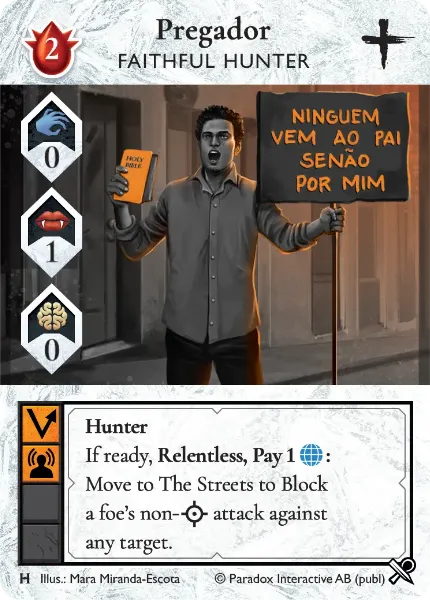 Pregador
2
FAITHFUL HUNTER
0
1
0
HOLY
BIBLE
NINGUEM
VEM AO PAI
SENÃO
POR MIM
Hunter
If ready, Relentless, Pay 1 :
Move to The Streets to Block
a foe's non- attack against
any target.
H Illus.: Mara Miranda-Escota © Paradox Interactive AB (publ)